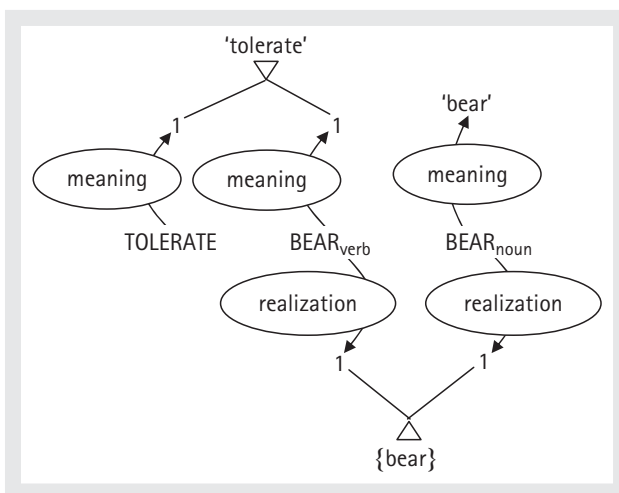 'tolerate'
'bear'
1 1
meaning meaning meaning
TOLERATE BEARverb BEARnoun
realization realization
1 1
{bear}